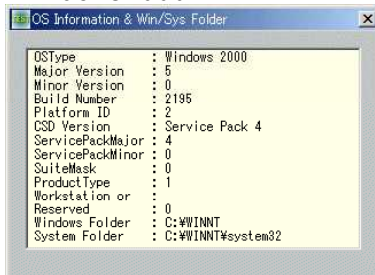 OS Information & Win/Sys Folder
OSType : Windows 2000
Major Version : 5
Minor Version : 0
Build Number : 2195
Platform ID : 2
CSD Version : Service Pack 4
ServicePackMajor : 4
ServicePackMinor : 0
SuiteMask : 0
ProductType : 1
Workstation or :
Reserved : 0
Windows Folder : C:¥WINNT
System Folder : C:¥WINNT¥system32